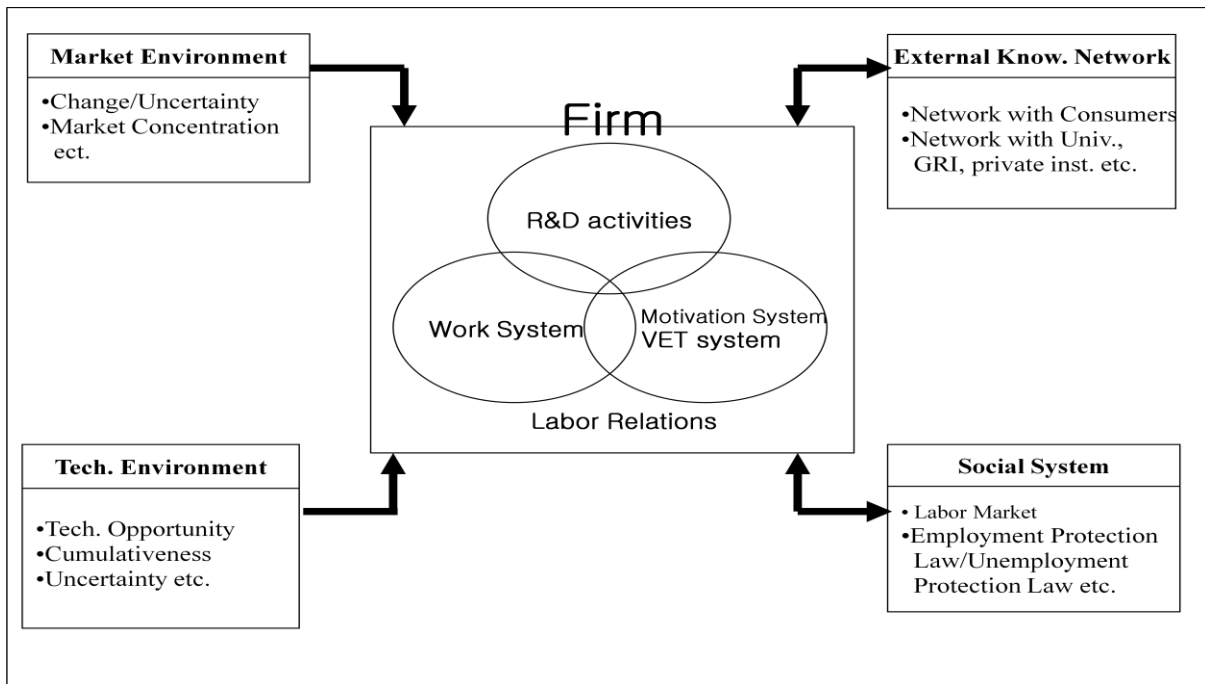 Market Environment
•Change/Uncertainty
•Market Concentration
ect.
External Know. Network
•Network with Consumers
•Network with Univ.,
GRI, private inst. etc.
Firm
R&D activities
Work System
Motivation System
VET system
Labor Relations
Tech. Environment
•Tech. Opportunity
•Cumulativeness
•Uncertainty etc.
Social System
• Labor Market
•Employment Protection
Law/Unemployment
Protection Law etc.